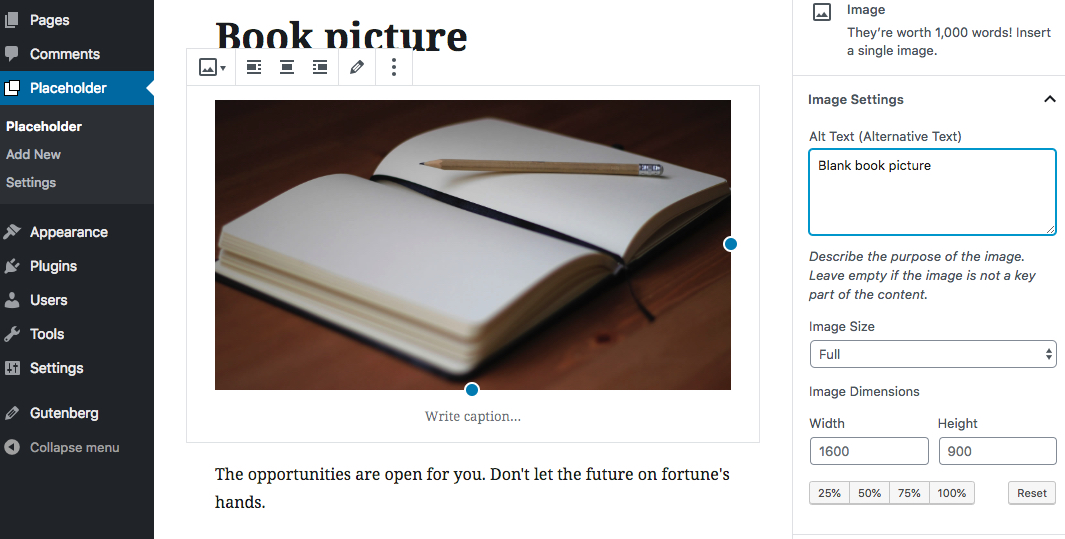 Pages
Comments
Placeholder
Placeholder
Add New
Settings
Appearance
Plugins
Users
Tools
Settings
Gutenberg
Collapse menu
Book picture
Write caption...
The opportunities are open for you. Don't let the future on fortune's
hands.
Image
They're worth 1,000 words! Insert
a single image.
Image Settings
Alt Text (Alternative Text)
Blank book picture
Describe the purpose of the image.
Leave empty if the image is not a key
part of the content.
Image Size
Full
Image Dimensions
Width Height
1600 900
25% 50% 75% 100% Reset